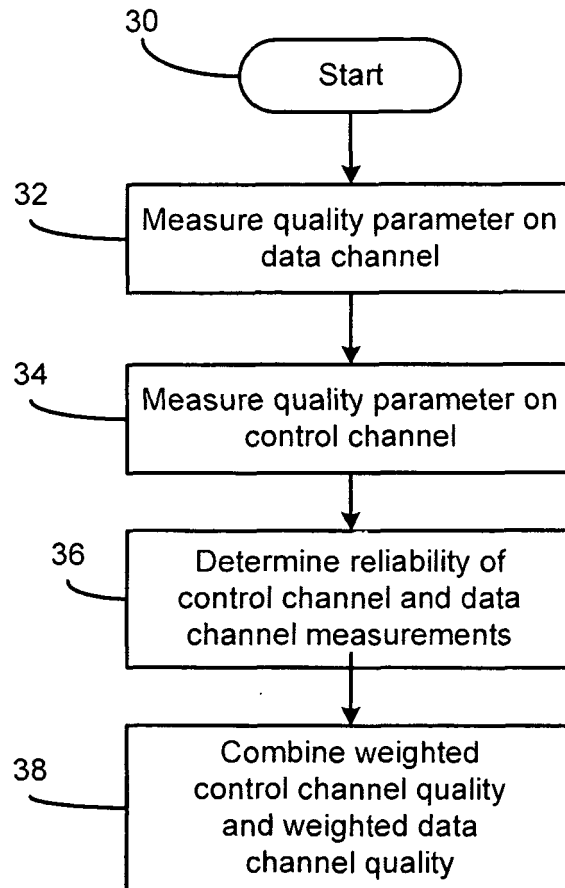 30
Start
32
Measure quality parameter on
data channel
34
Measure quality parameter on
control channel
36
Determine reliability of
control channel and data
channel measurements
38
Combine weighted
control channel quality
and weighted data
channel quality